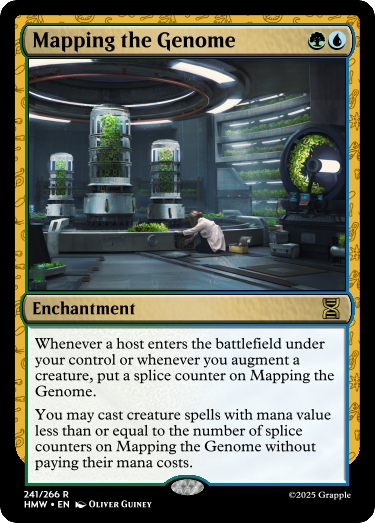 Mapping the Genome
Enchantment
Whenever a host enters the battlefield under
your control or whenever you augment a
creature, put a splice counter on Mapping the
Genome.
You may cast creature spells with mana value
less than or equal to the number of splice
counters on Mapping the Genome without
paying their mana costs.
241/266 R
HMW • EN Oliver Guiney
©2025 Grapple